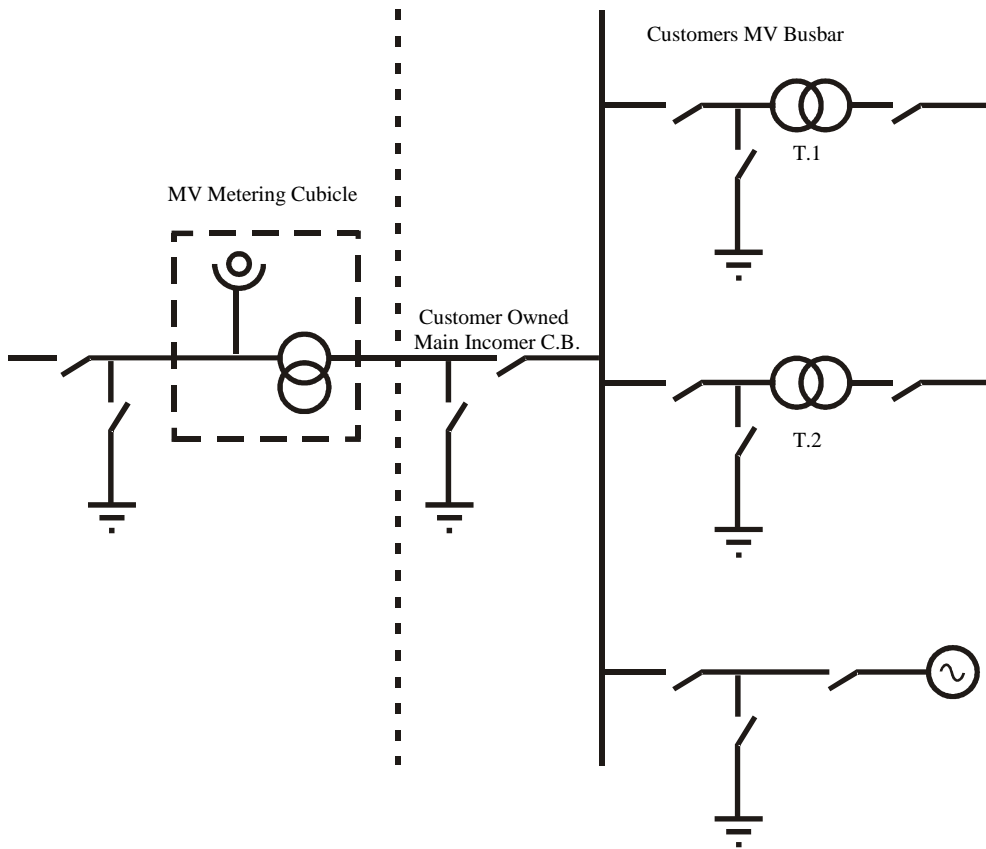 Customers MV Busbar
T.1
MV Metering Cubicle
Customer Owned
Main Incomer C.B.
T.2